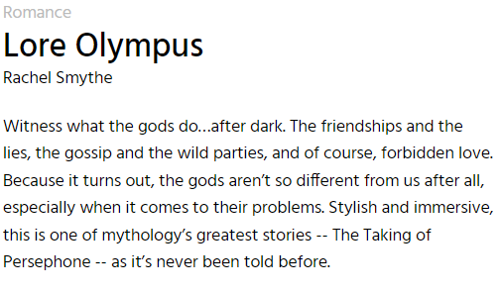 Romance
Lore Olympus
Rachel Smythe
Witness what the gods do...after dark. The friendships and the
lies, the gossip and the wild parties, and of course, forbidden love.
Because it turns out, the gods aren’t so different from us after all,
especially when it comes to their problems. Stylish and immersive,
this is one of mythology’s greatest stories -- The Taking of
Persephone -- as it’s never been told before.